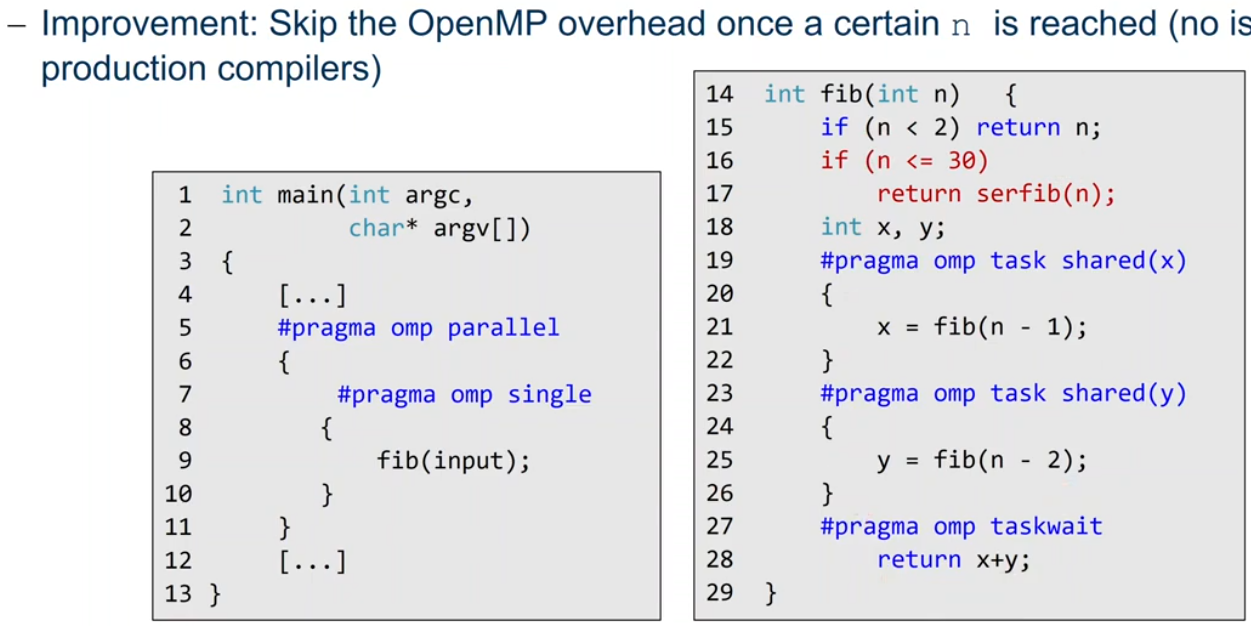 – Improvement: Skip the OpenMP overhead once a certain n is reached (no is
production compilers)
1 int main(int argc,
2 char* argv[])
3 {
4 [...]
5 #pragma omp parallel
6 {
7 #pragma omp single
8 {
9 fib(input);
10 }
11 }
12 [...]
13 }
14 int fib(int n) {
15 if (n < 2) return n;
16 if (n <= 30)
17 return serfib(n);
18 int x, y;
19 #pragma omp task shared(x)
20 {
21 x = fib(n - 1);
22 }
23 #pragma omp task shared(y)
24 {
25 y = fib(n - 2);
26 }
27 #pragma omp taskwait
28 return x+y;
29 }